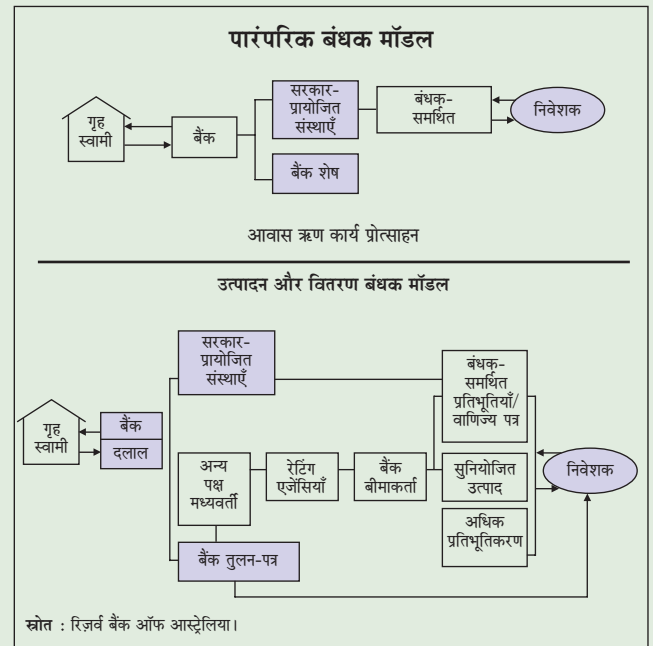 पारंपरिक बंधक मॉडल
गृह
स्वामी
बैंक
सरकार-
प्रायोजित
संस्थाएँ
बैंक शेष
बंधक-
समर्थित
निवेशक
आवास ऋण कार्य प्रोत्साहन
उत्पादन और वितरण बंधक मॉडल
गृह
स्वामी
बैंक
दलाल
सरकार-
प्रायोजित
संस्थाएँ
अन्य
पक्ष
मध्यवर्ती
बैंक तुलन-पत्र
रेटिंग
एजेंसियाँ
बैंक
बीमाकर्ता
बंधक-
समर्थित
प्रतिभूतियाँ/
वाणिज्य पत्र
सुनियोजित
उत्पाद
अधिक
प्रतिभूतिकरण
निवेशक
स्रोत : रिज़र्व बैंक ऑफ आस्ट्रेलिया।